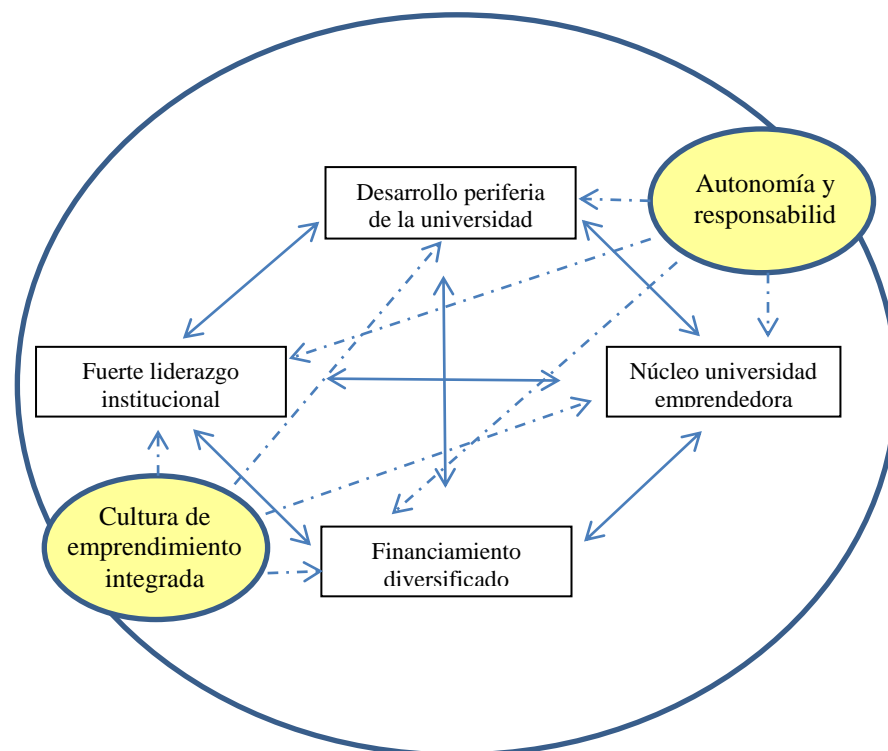 Desarrollo periferia
de la universidad
Autonomía y
responsabilid
Fuerte liderazgo
institucional
Núcleo universidad
emprendedora
Cultura de
emprendimiento
integrada
Financiamiento
diversificado